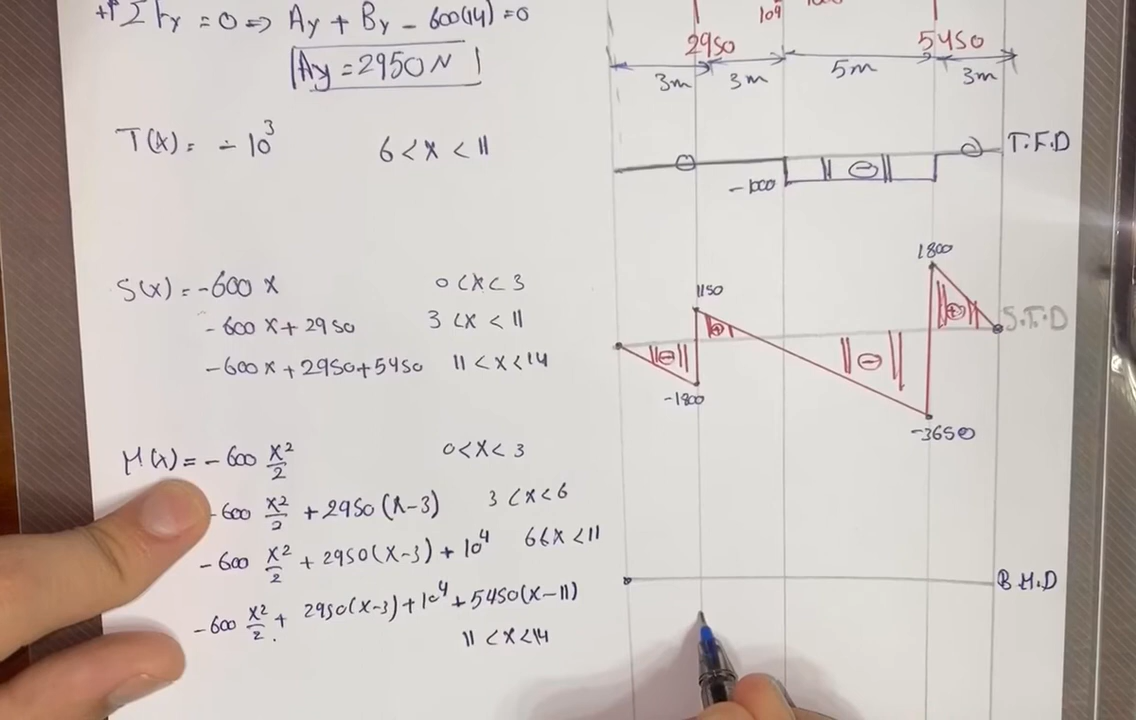 +↑ΣFy = 0 => Ay + By - 600(14) = 0
Ay = 2950 N
T(x) = - 10³ 6 < x < 11
S(x) = -600 x 0 < x < 3
-600 x + 2950 3 < x < 11
-600 x + 2950 + 5450 11 < x < 14
M(x) = - 600 x²/2 0 < x < 3
-600 x²/2 + 2950(x-3) 3 < x < 6
-600 x²/2 + 2950(x-3) + 10⁴ 6 < x < 11
-600 x²/2 + 2950(x-3) + 10⁴ + 5450(x-11)
11 < x < 14
2950 5450
3m 3m 5m 3m
T.F.D
-1000
1800
1150
S.F.D
-1800
-3650
B.M.D